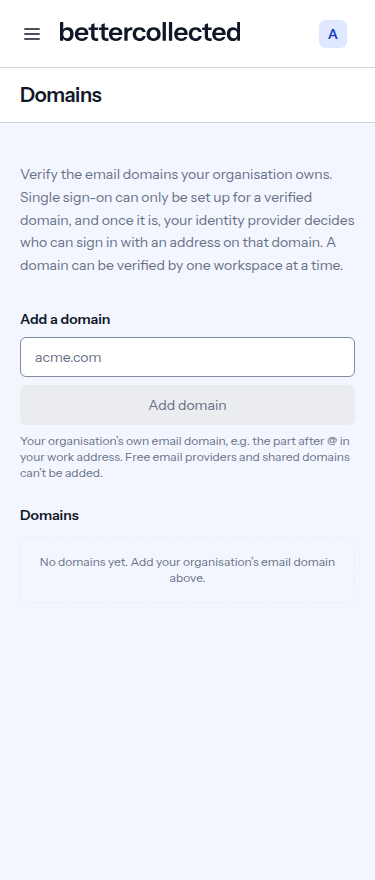 bettercollected
A
Domains
Verify the email domains your organisation owns.
Single sign-on can only be set up for a verified
domain, and once it is, your identity provider decides
who can sign in with an address on that domain. A
domain can be verified by one workspace at a time.
Add a domain
acme.com
Add domain
Your organisation’s own email domain, e.g. the part after @ in
your work address. Free email providers and shared domains
can’t be added.
Domains
No domains yet. Add your organisation’s email domain
above.